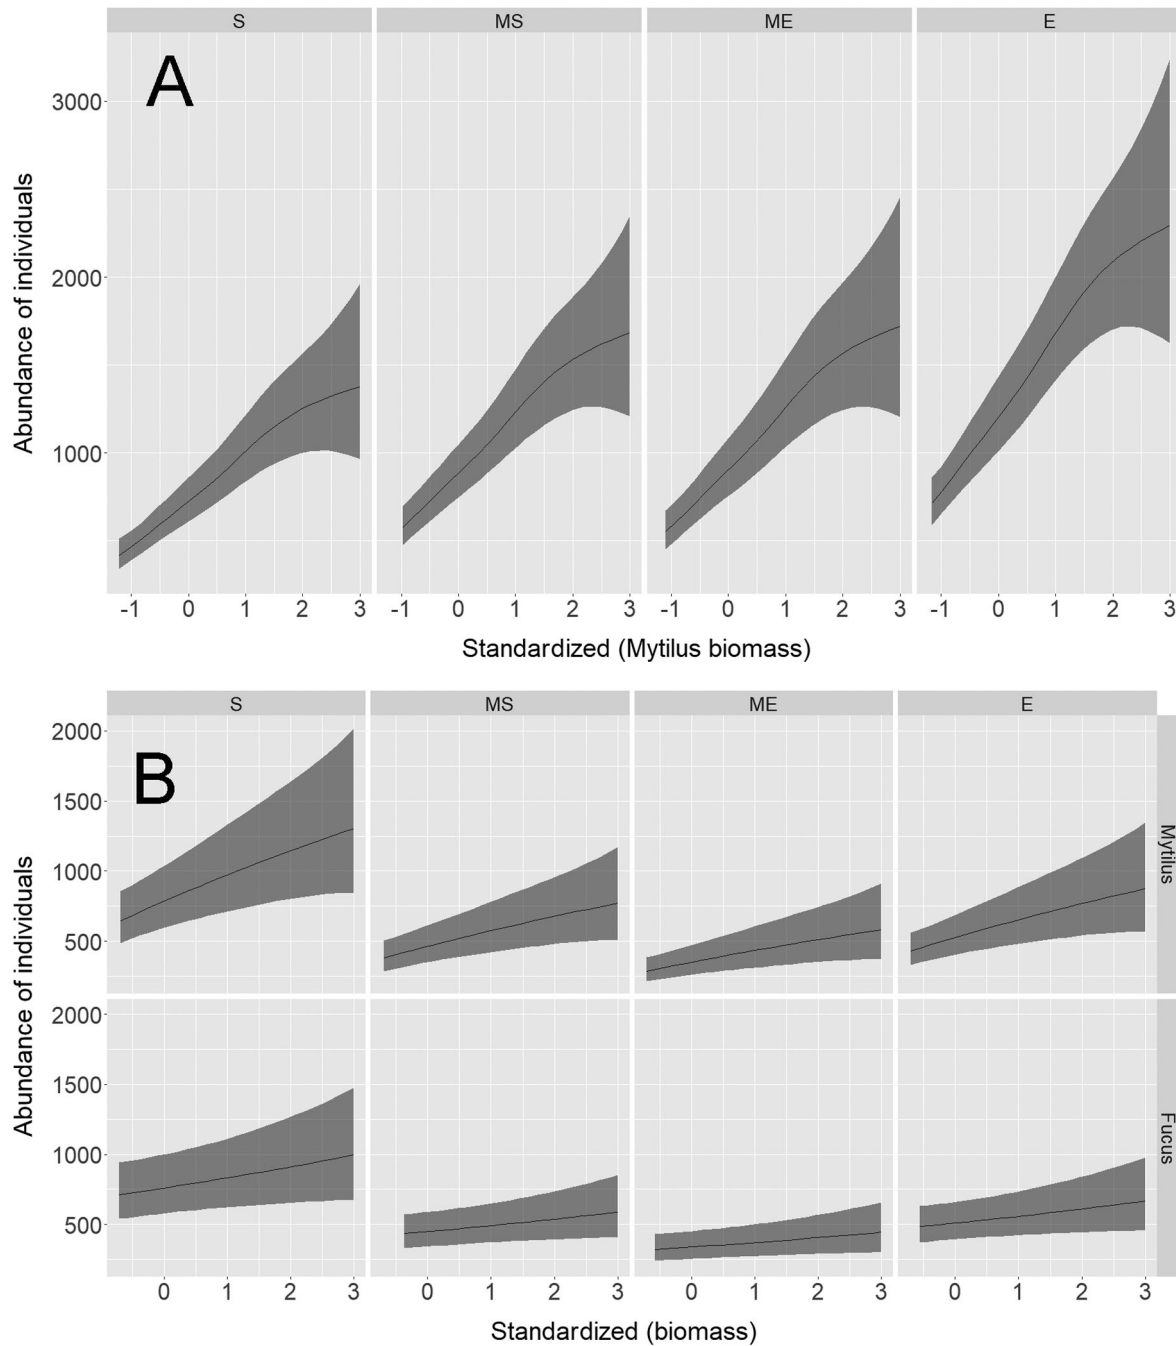 S MS ME E
A
3000
2000
1000
Abundance of individuals
-1 0 1 2 3 -1 0 1 2 3 -1 0 1 2 3 -1 0 1 2 3
Standardized (Mytilus biomass)
S MS ME E
B
2000
1500
1000
500
Mytilus
Abundance of individuals
2000
1500
1000
500
Fucus
0 1 2 3 0 1 2 3 0 1 2 3 0 1 2 3
Standardized (biomass)